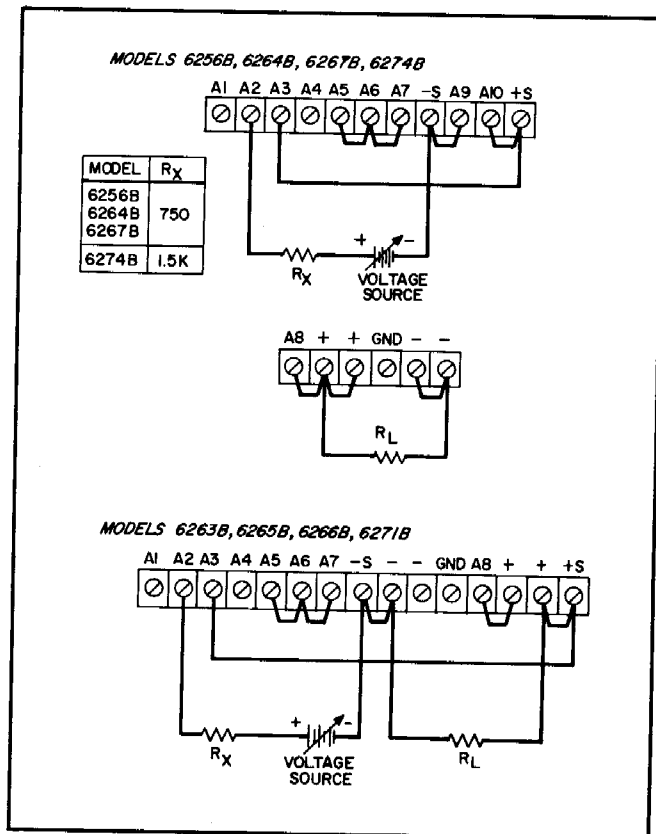 MODELS 6256B, 6264B, 6267B, 6274B
A1 A2 A3 A4 A5 A6 A7 -S A9 A10 +S
MODEL RX
6256B
6264B 750
6267B
6274B 1.5K
+ -
RX VOLTAGE
SOURCE
A8 + + GND - -
RL
MODELS 6263B, 6265B, 6266B, 6271B
A1 A2 A3 A4 A5 A6 A7 -S - - GND A8 + + +S
+ -
RX VOLTAGE
SOURCE
RL